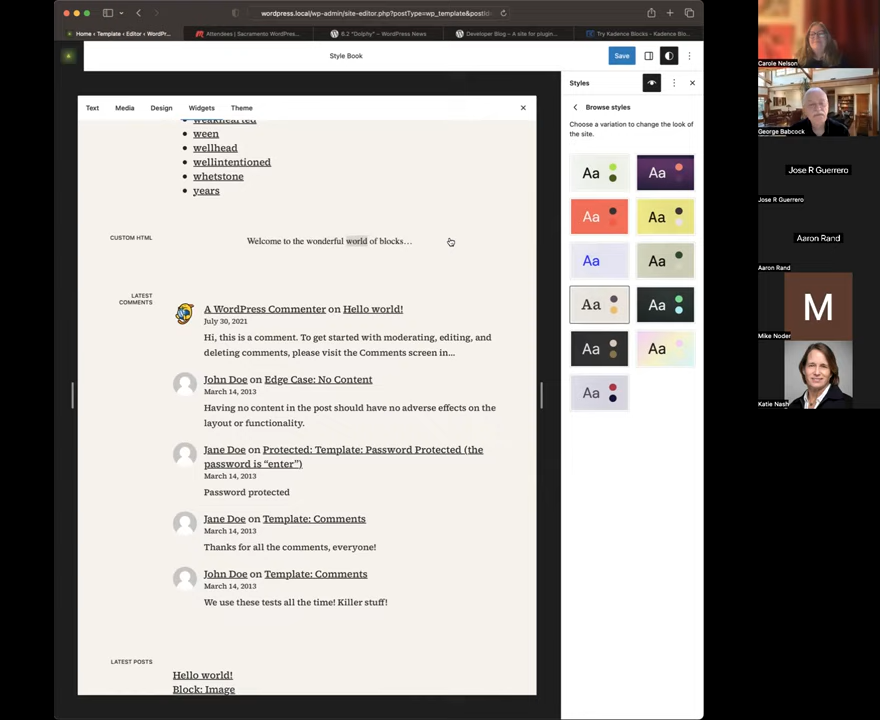 wordpress.local/wp-admin/site-editor.php?postType=wp_template&postId
Home ‹ Template ‹ Editor ‹ WordPr...
Attendees | Sacramento WordPress...
6.2 “Dolphy” – WordPress News
Developer Blog – A site for plugin...
Try Kadence Blocks - Kadence Blo...
Style Book
Save
Styles
Browse styles
Choose a variation to change the look of
the site.
Aa
Aa
Aa
Aa
Aa
Aa
Aa
Aa
Aa
Aa
Aa
Text
Media
Design
Widgets
Theme
weakhearted
ween
wellhead
wellintentioned
whetstone
years
CUSTOM HTML
Welcome to the wonderful world of blocks…
LATEST
COMMENTS
A WordPress Commenter on Hello world!
July 30, 2021
Hi, this is a comment. To get started with moderating, editing, and
deleting comments, please visit the Comments screen in…
John Doe on Edge Case: No Content
March 14, 2013
Having no content in the post should have no adverse effects on the
layout or functionality.
Jane Doe on Protected: Template: Password Protected (the
password is “enter”)
March 14, 2013
Password protected
Jane Doe on Template: Comments
March 14, 2013
Thanks for all the comments, everyone!
John Doe on Template: Comments
March 14, 2013
We use these tests all the time! Killer stuff!
LATEST POSTS
Hello world!
Block: Image
Carole Nelson
George Babcock
Jose R Guerrero
Jose R Guerrero
Aaron Rand
Aaron Rand
M
Mike Noder
Katie Nash